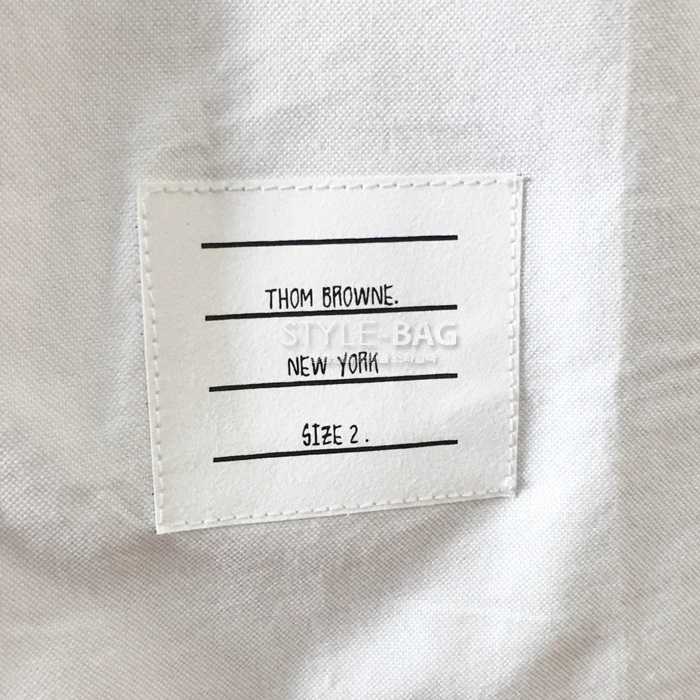 THOM BROWNE.
STYLE-BAG
NEW YORK
SIZE 2.